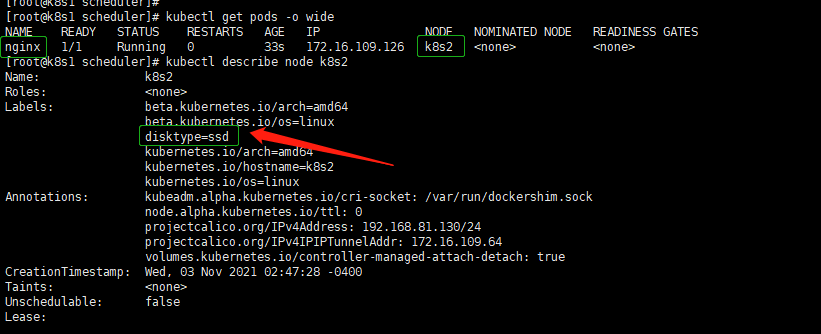 [root@k8s1 scheduler]#
[root@k8s1 scheduler]# kubectl get pods -o wide
NAME READY STATUS RESTARTS AGE IP NODE NOMINATED NODE READINESS GATES
nginx 1/1 Running 0 33s 172.16.109.126 k8s2 <none> <none>
[root@k8s1 scheduler]# kubectl describe node k8s2
Name: k8s2
Roles: <none>
Labels: beta.kubernetes.io/arch=amd64
beta.kubernetes.io/os=linux
disktype=ssd
kubernetes.io/arch=amd64
kubernetes.io/hostname=k8s2
kubernetes.io/os=linux
Annotations: kubeadm.alpha.kubernetes.io/cri-socket: /var/run/dockershim.sock
node.alpha.kubernetes.io/ttl: 0
projectcalico.org/IPv4Address: 192.168.81.130/24
projectcalico.org/IPv4IPIPTunnelAddr: 172.16.109.64
volumes.kubernetes.io/controller-managed-attach-detach: true
CreationTimestamp: Wed, 03 Nov 2021 02:47:28 -0400
Taints: <none>
Unschedulable: false
Lease: